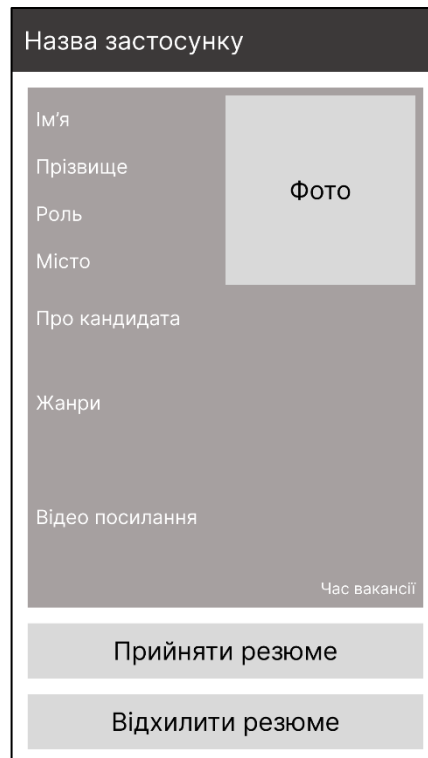 Назва застосунку
Ім'я
Прізвище
Роль
Місто
Фото
Про кандидата
Жанри
Відео посилання
Час вакансії
Прийняти резюме
Відхилити резюме